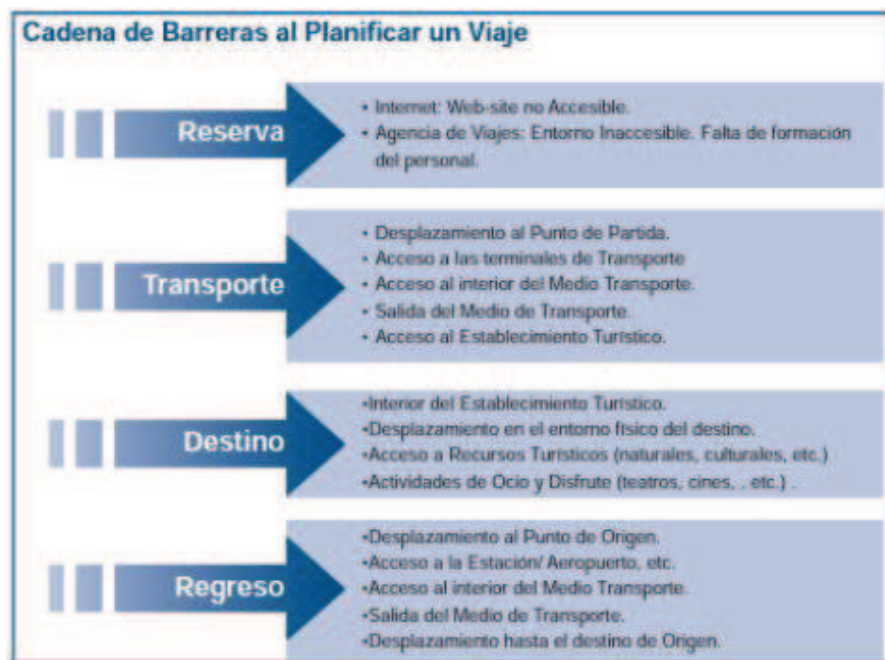 Cadena de Barreras al Planificar un Viaje
Reserva
• Internet: Web-site no Accesible.
• Agencia de Viajes: Entorno Inaccesible. Falta de formación
del personal.
Transporte
• Desplazamiento al Punto de Partida.
• Acceso a las terminales de Transporte
• Acceso al interior del Medio Transporte.
• Salida del Medio de Transporte.
• Acceso al Establecimiento Turístico.
Destino
•Interior del Establecimiento Turístico.
•Desplazamiento en el entorno físico del destino.
•Acceso a Recursos Turísticos (naturales, culturales, etc.)
•Actividades de Ocio y Disfrute (teatros, cines, . etc.) .
Regreso
•Desplazamiento al Punto de Origen.
•Acceso a la Estación/ Aeropuerto, etc.
•Acceso al interior del Medio Transporte.
•Salida del Medio de Transporte.
•Desplazamiento hasta el destino de Origen.